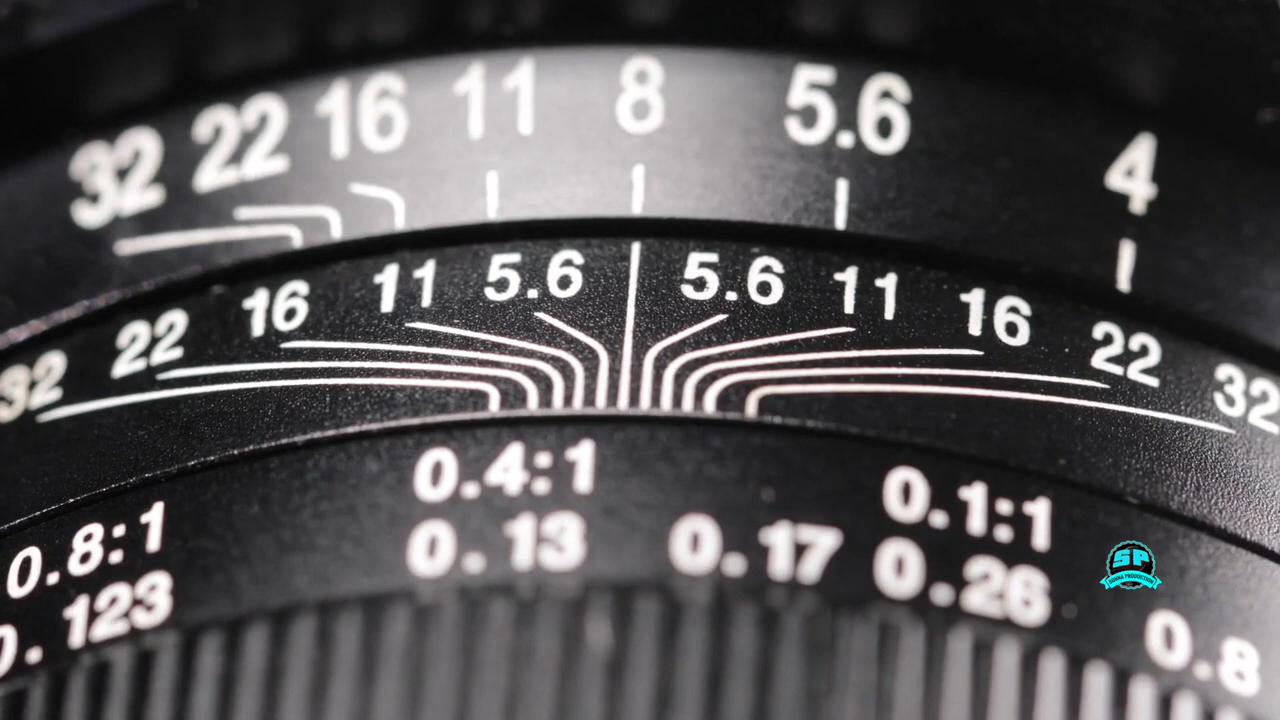 32 22 16 11 8 5.6 4
32 22 16 11 5.6 5.6 11 16 22 32
0.8:1 0.4:1 0.1:1
0.123 0.13 0.17 0.26 0.8
SP